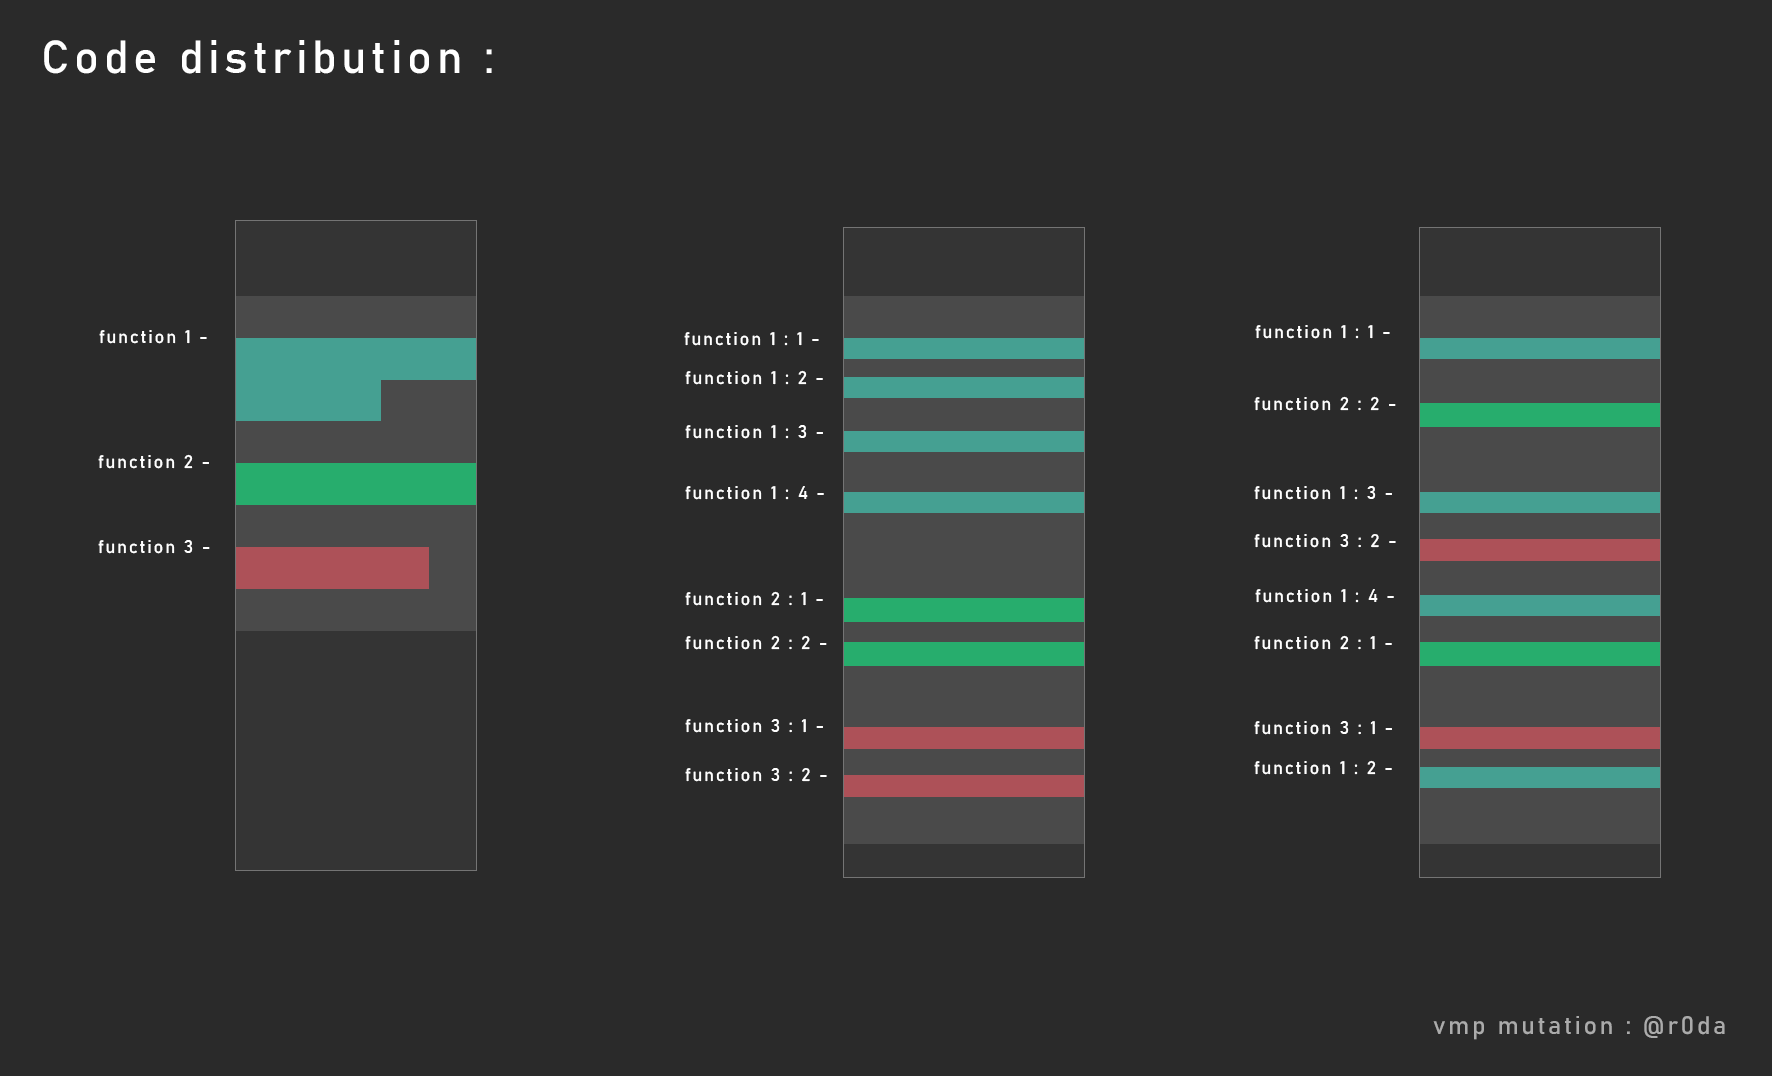 Code distribution :
function 1 -
function 2 -
function 3 -
function 1 : 1 -
function 1 : 2 -
function 1 : 3 -
function 1 : 4 -
function 2 : 1 -
function 2 : 2 -
function 3 : 1 -
function 3 : 2 -
function 1 : 1 -
function 2 : 2 -
function 1 : 3 -
function 3 : 2 -
function 1 : 4 -
function 2 : 1 -
function 3 : 1 -
function 1 : 2 -
vmp mutation : @r0da